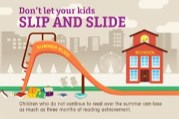 Don't let your kids
SLIP AND SLIDE
SUMMER SLIDE
SCHOOL
Children who do not continue to read over the summer can lose
as much as three months of reading achievement.